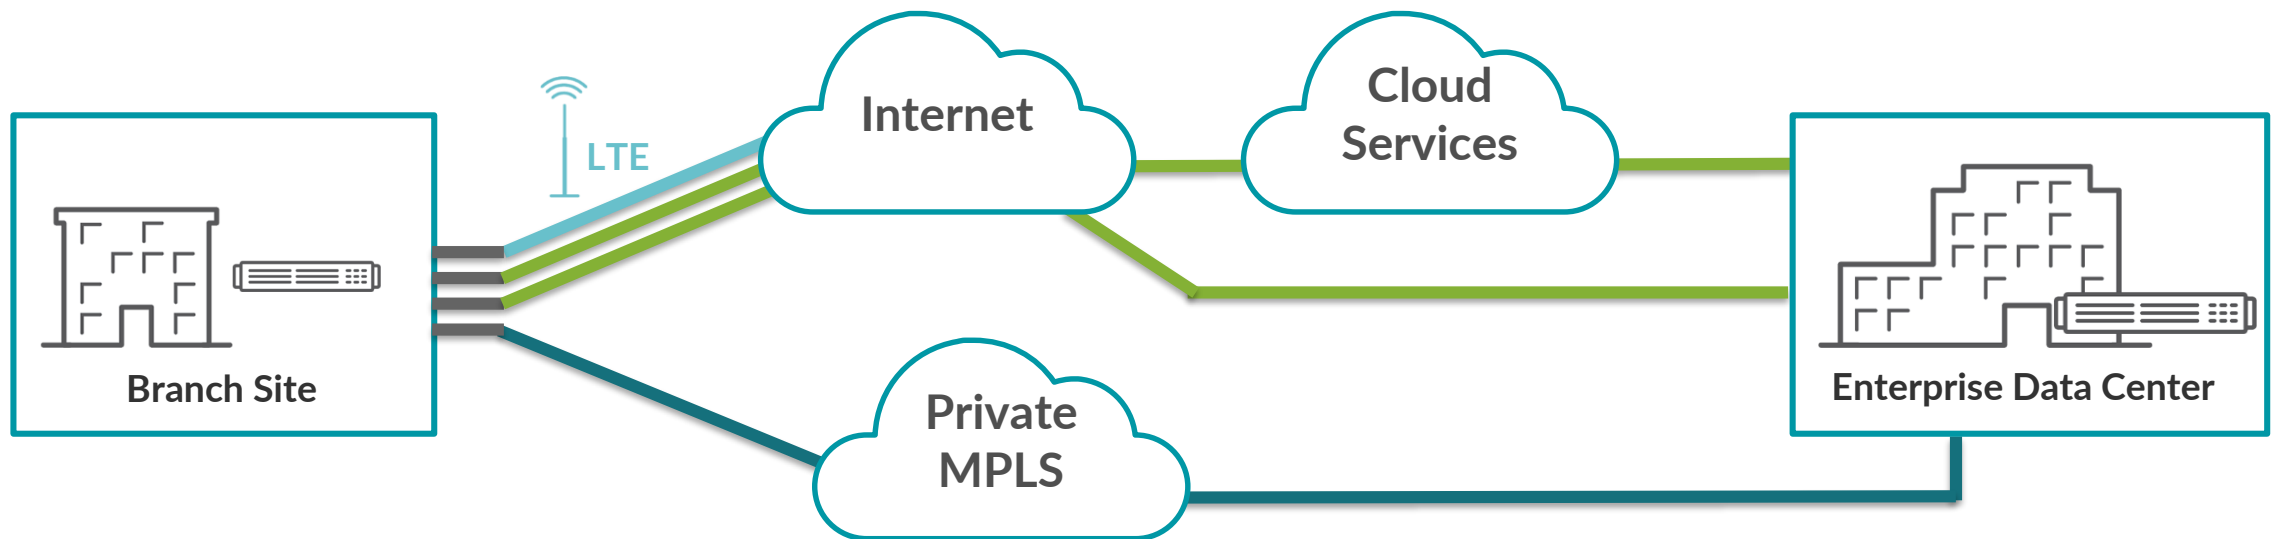 Internet
Cloud
Services
LTE
Branch Site
Enterprise Data Center
Private
MPLS